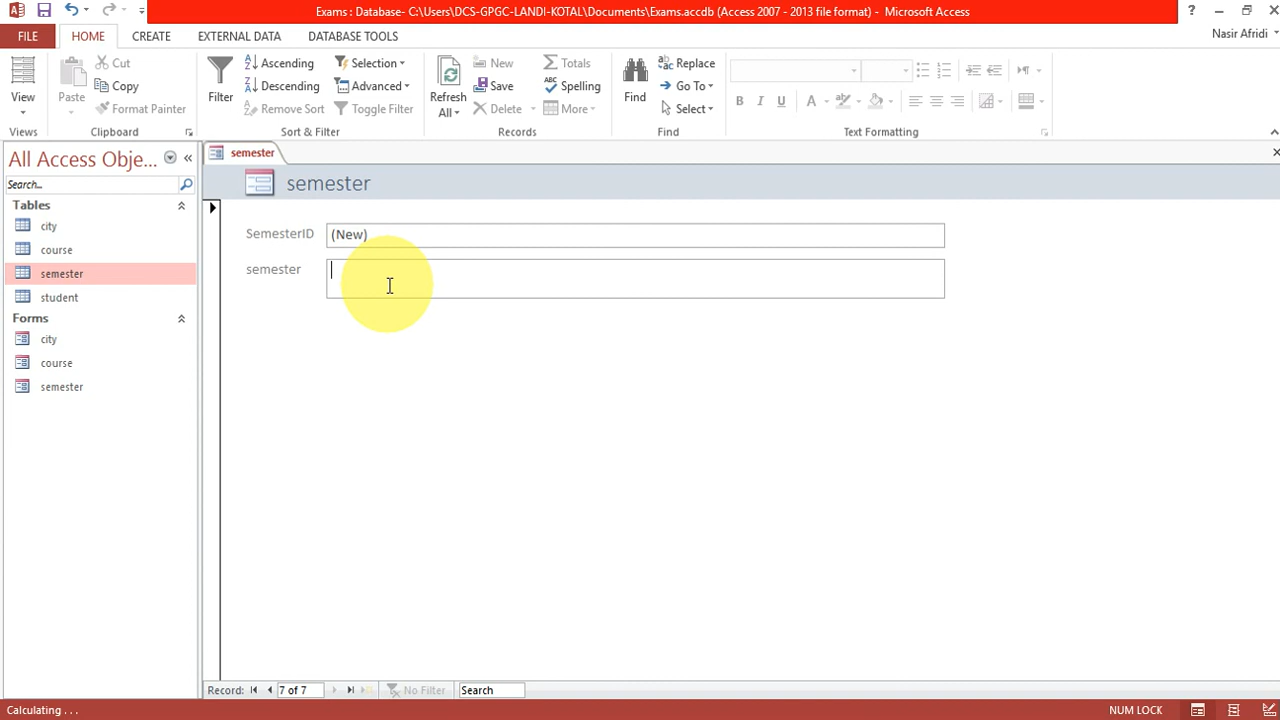 Exams : Database- C:\Users\DCS-GPGC-LANDI-KOTAL\Documents\Exams.accdb (Access 2007 - 2013 file format) - Microsoft Access
FILE HOME CREATE EXTERNAL DATA DATABASE TOOLS Nasir Afridi
View
Views
Paste
Cut
Copy
Format Painter
Clipboard
Filter
Ascending
Descending
Remove Sort
Selection
Advanced
Toggle Filter
Sort & Filter
Refresh
All
New
Save
Delete
Totals
Spelling
More
Records
Find
Replace
Go To
Select
Find
B I U A
Text Formatting
All Access Obje...
Search...
Tables
city
course
semester
student
Forms
city
course
semester
semester
semester
SemesterID (New)
semester
Record: 7 of 7 No Filter Search
Calculating . . . NUM LOCK